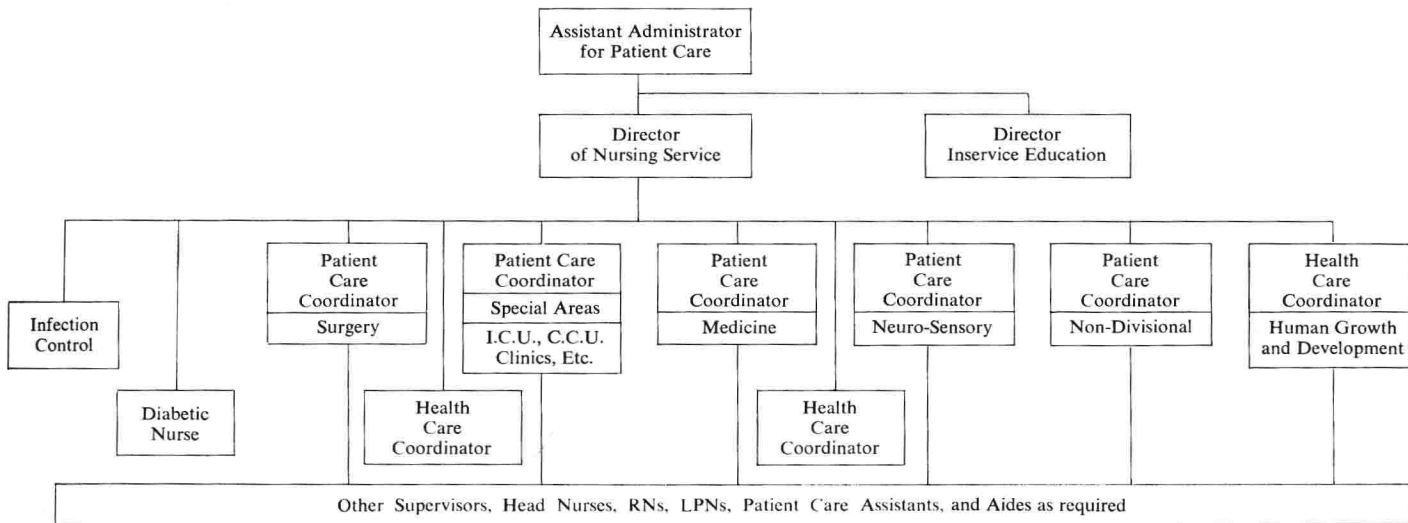 Assistant Administrator
for Patient Care
Director
of Nursing Service
Director
Inservice Education
Infection
Control
Diabetic
Nurse
Patient
Care
Coordinator
Surgery
Health
Care
Coordinator
Patient Care
Coordinator
Special Areas
I.C.U., C.C.U.
Clinics, Etc.
Patient
Care
Coordinator
Medicine
Health
Care
Coordinator
Patient
Care
Coordinator
Neuro-Sensory
Patient
Care
Coordinator
Non-Divisional
Health
Care
Coordinator
Human Growth
and Development
Other Supervisors, Head Nurses, RNs, LPNs, Patient Care Assistants, and Aides as required